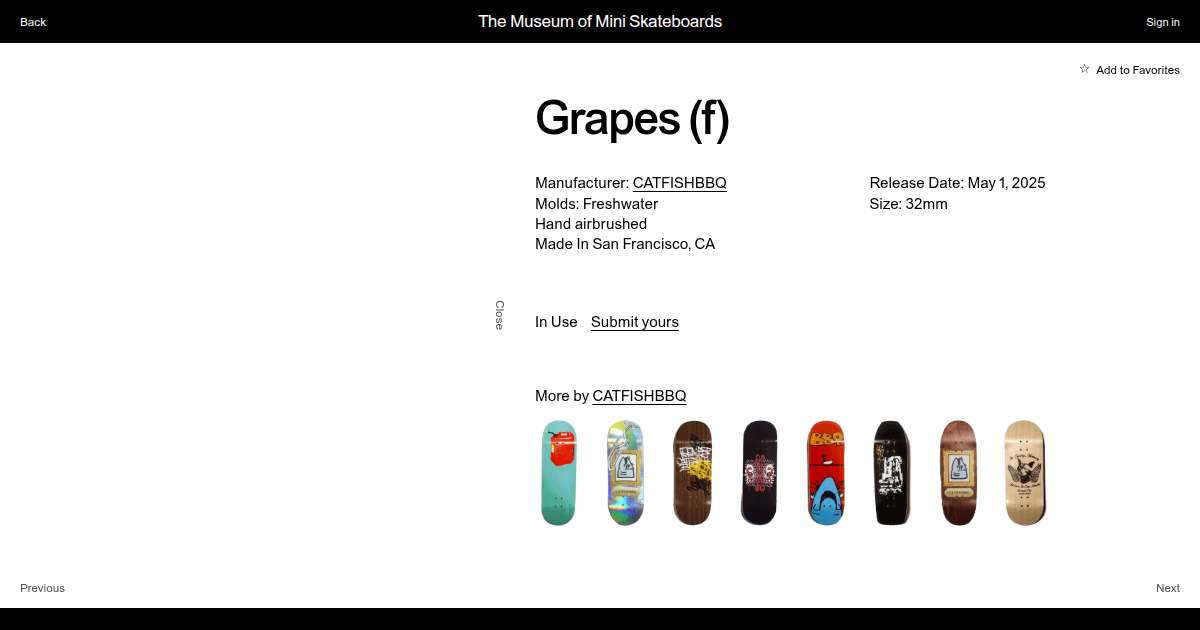 Back
The Museum of Mini Skateboards
Sign in
☆ Add to Favorites
Grapes (f)
Manufacturer: CATFISHBBQ
Molds: Freshwater
Hand airbrushed
Made In San Francisco, CA
Release Date: May 1, 2025
Size: 32mm
Close
In Use Submit yours
More by CATFISHBBQ
BBQ
Previous
Next